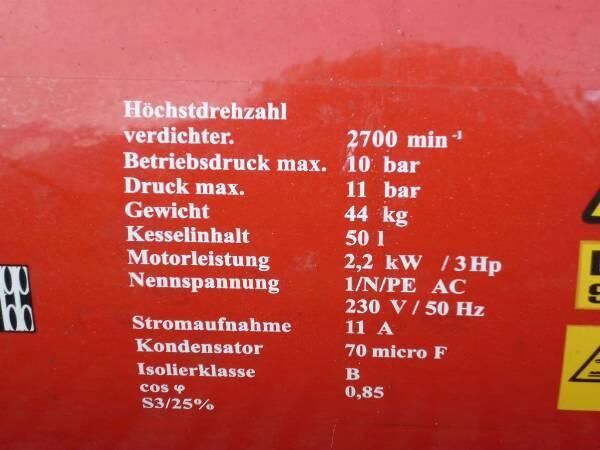 Höchstdrehzahl
verdichter. 2700 min⁻¹
Betriebsdruck max. 10 bar
Druck max. 11 bar
Gewicht 44 kg
Kesselinhalt 50 l
Motorleistung 2,2 kW / 3 Hp
Nennspannung 1/N/PE AC
230 V / 50 Hz
Stromaufnahme 11 A
Kondensator 70 micro F
Isolierklasse B
cos φ 0,85
S3/25%